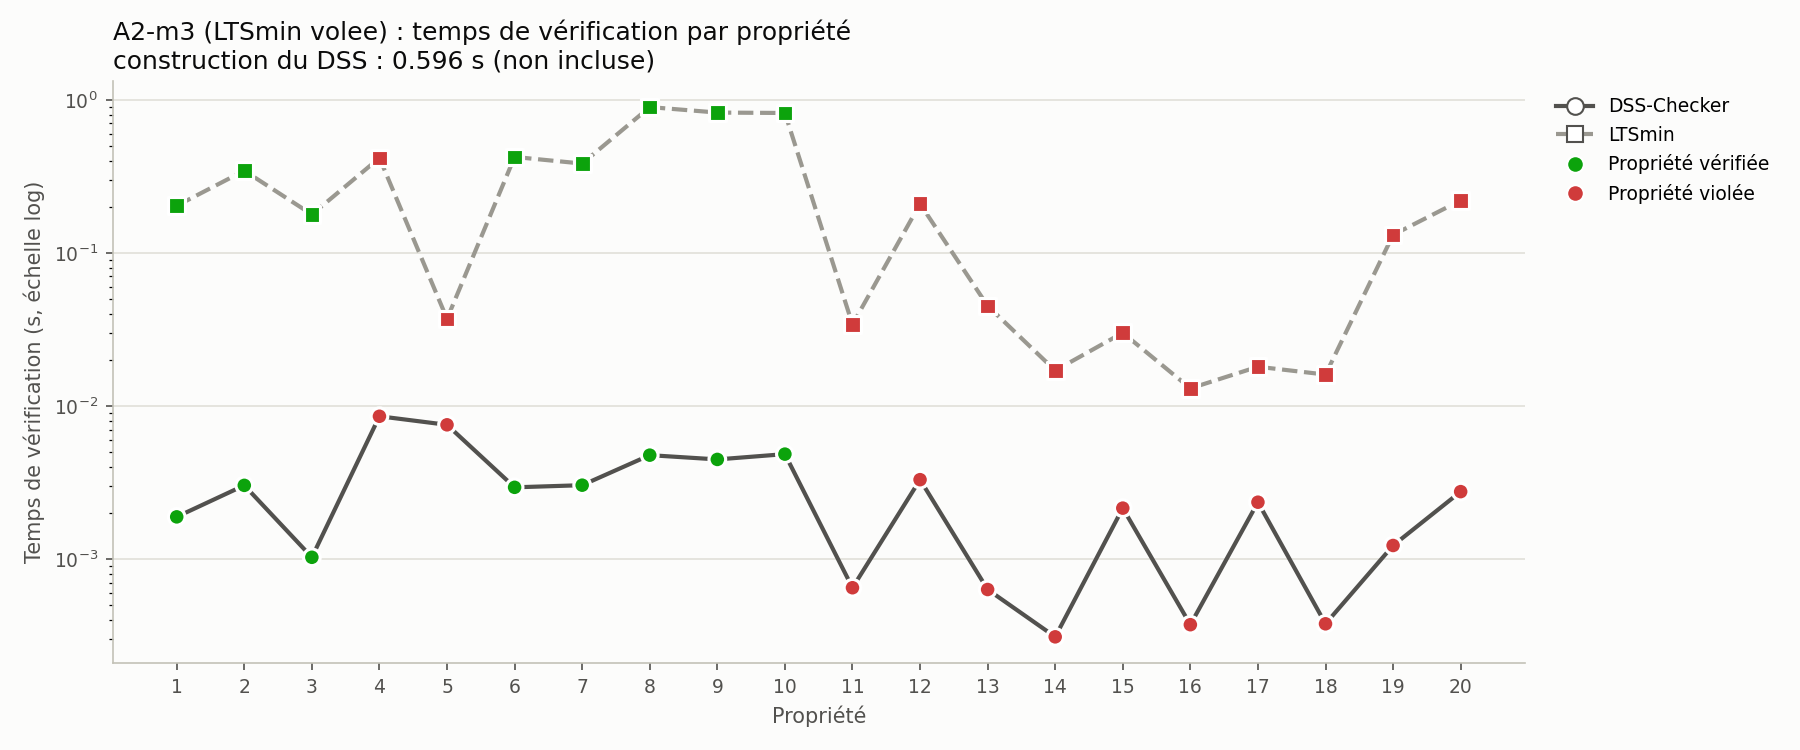 A2-m3 (LTSmin volee) : temps de vérification par propriété
construction du DSS : 0.596 s (non incluse)
Temps de vérification (s, échelle log)
10⁰
10⁻¹
10⁻²
10⁻³
1 2 3 4 5 6 7 8 9 10 11 12 13 14 15 16 17 18 19 20
Propriété
DSS-Checker
LTSmin
Propriété vérifiée
Propriété violée